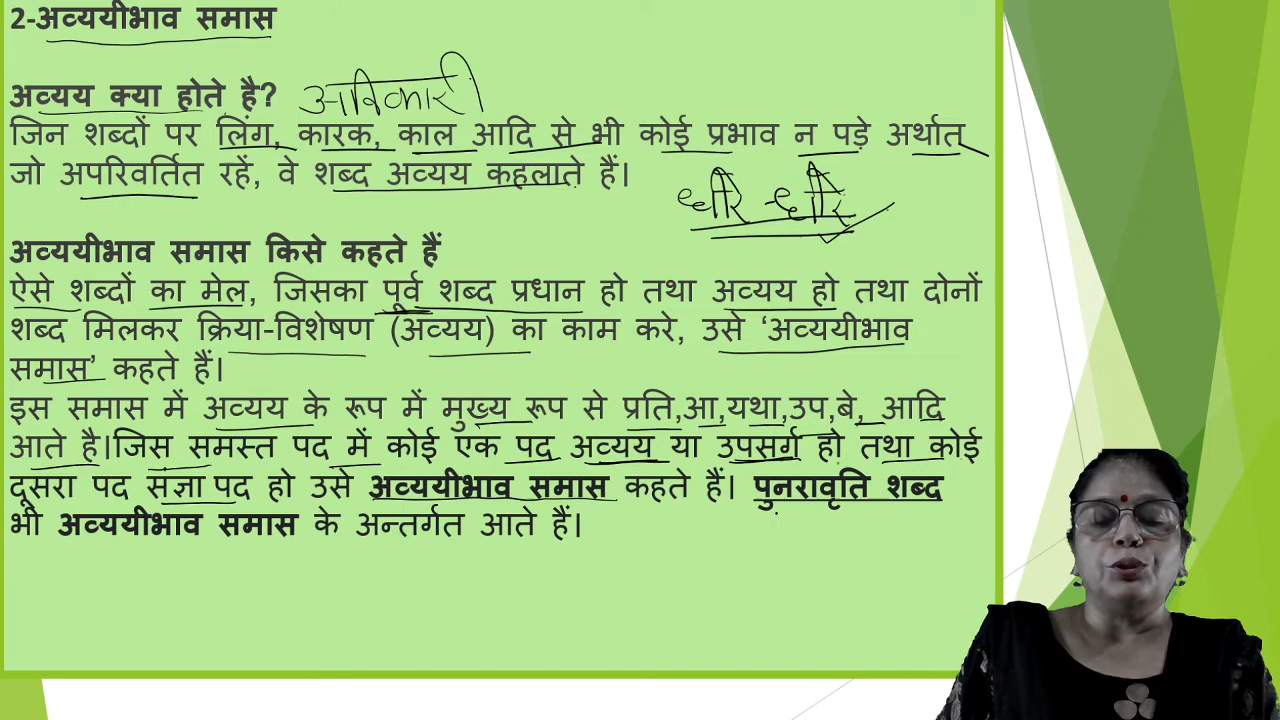 2-अव्ययीभाव समास
अव्यय क्या होते है? अविकारी
जिन शब्दों पर लिंग, कारक, काल आदि से भी कोई प्रभाव न पड़े अर्थात
जो अपरिवर्तित रहें, वे शब्द अव्यय कहलाते हैं।
धीरे -धीरे
अव्ययीभाव समास किसे कहते हैं
ऐसे शब्दों का मेल, जिसका पूर्व शब्द प्रधान हो तथा अव्यय हो तथा दोनों
शब्द मिलकर क्रिया-विशेषण (अव्यय) का काम करे, उसे ‘अव्ययीभाव
समास’ कहते हैं।
इस समास में अव्यय के रूप में मुख्य रूप से प्रति,आ,यथा,उप,बे, आदि
आते है।जिस समस्त पद में कोई एक पद अव्यय या उपसर्ग हो तथा कोई
दूसरा पद संज्ञा पद हो उसे अव्ययीभाव समास कहते हैं। पुनरावृति शब्द
भी अव्ययीभाव समास के अन्तर्गत आते हैं।